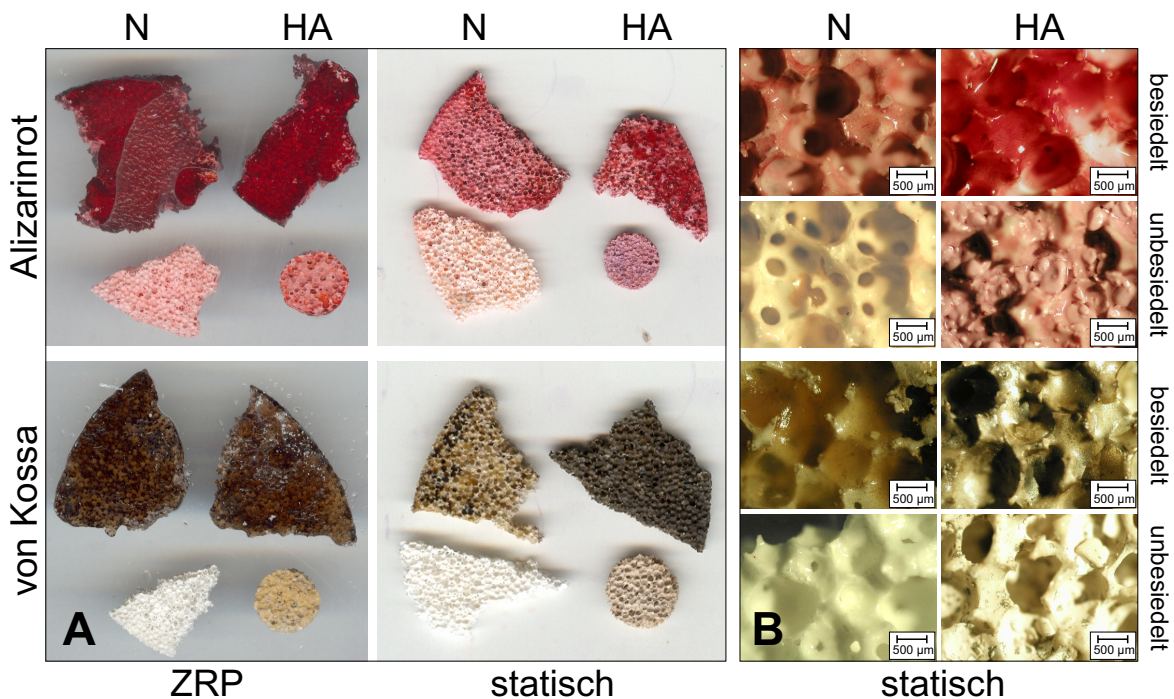 N HA N HA N HA
Alizarinrot
von Kossa
besiedelt
500 µm 500 µm
unbesiedelt
500 µm 500 µm
besiedelt
500 µm 500 µm
unbesiedelt
500 µm 500 µm
A B
ZRP statisch statisch